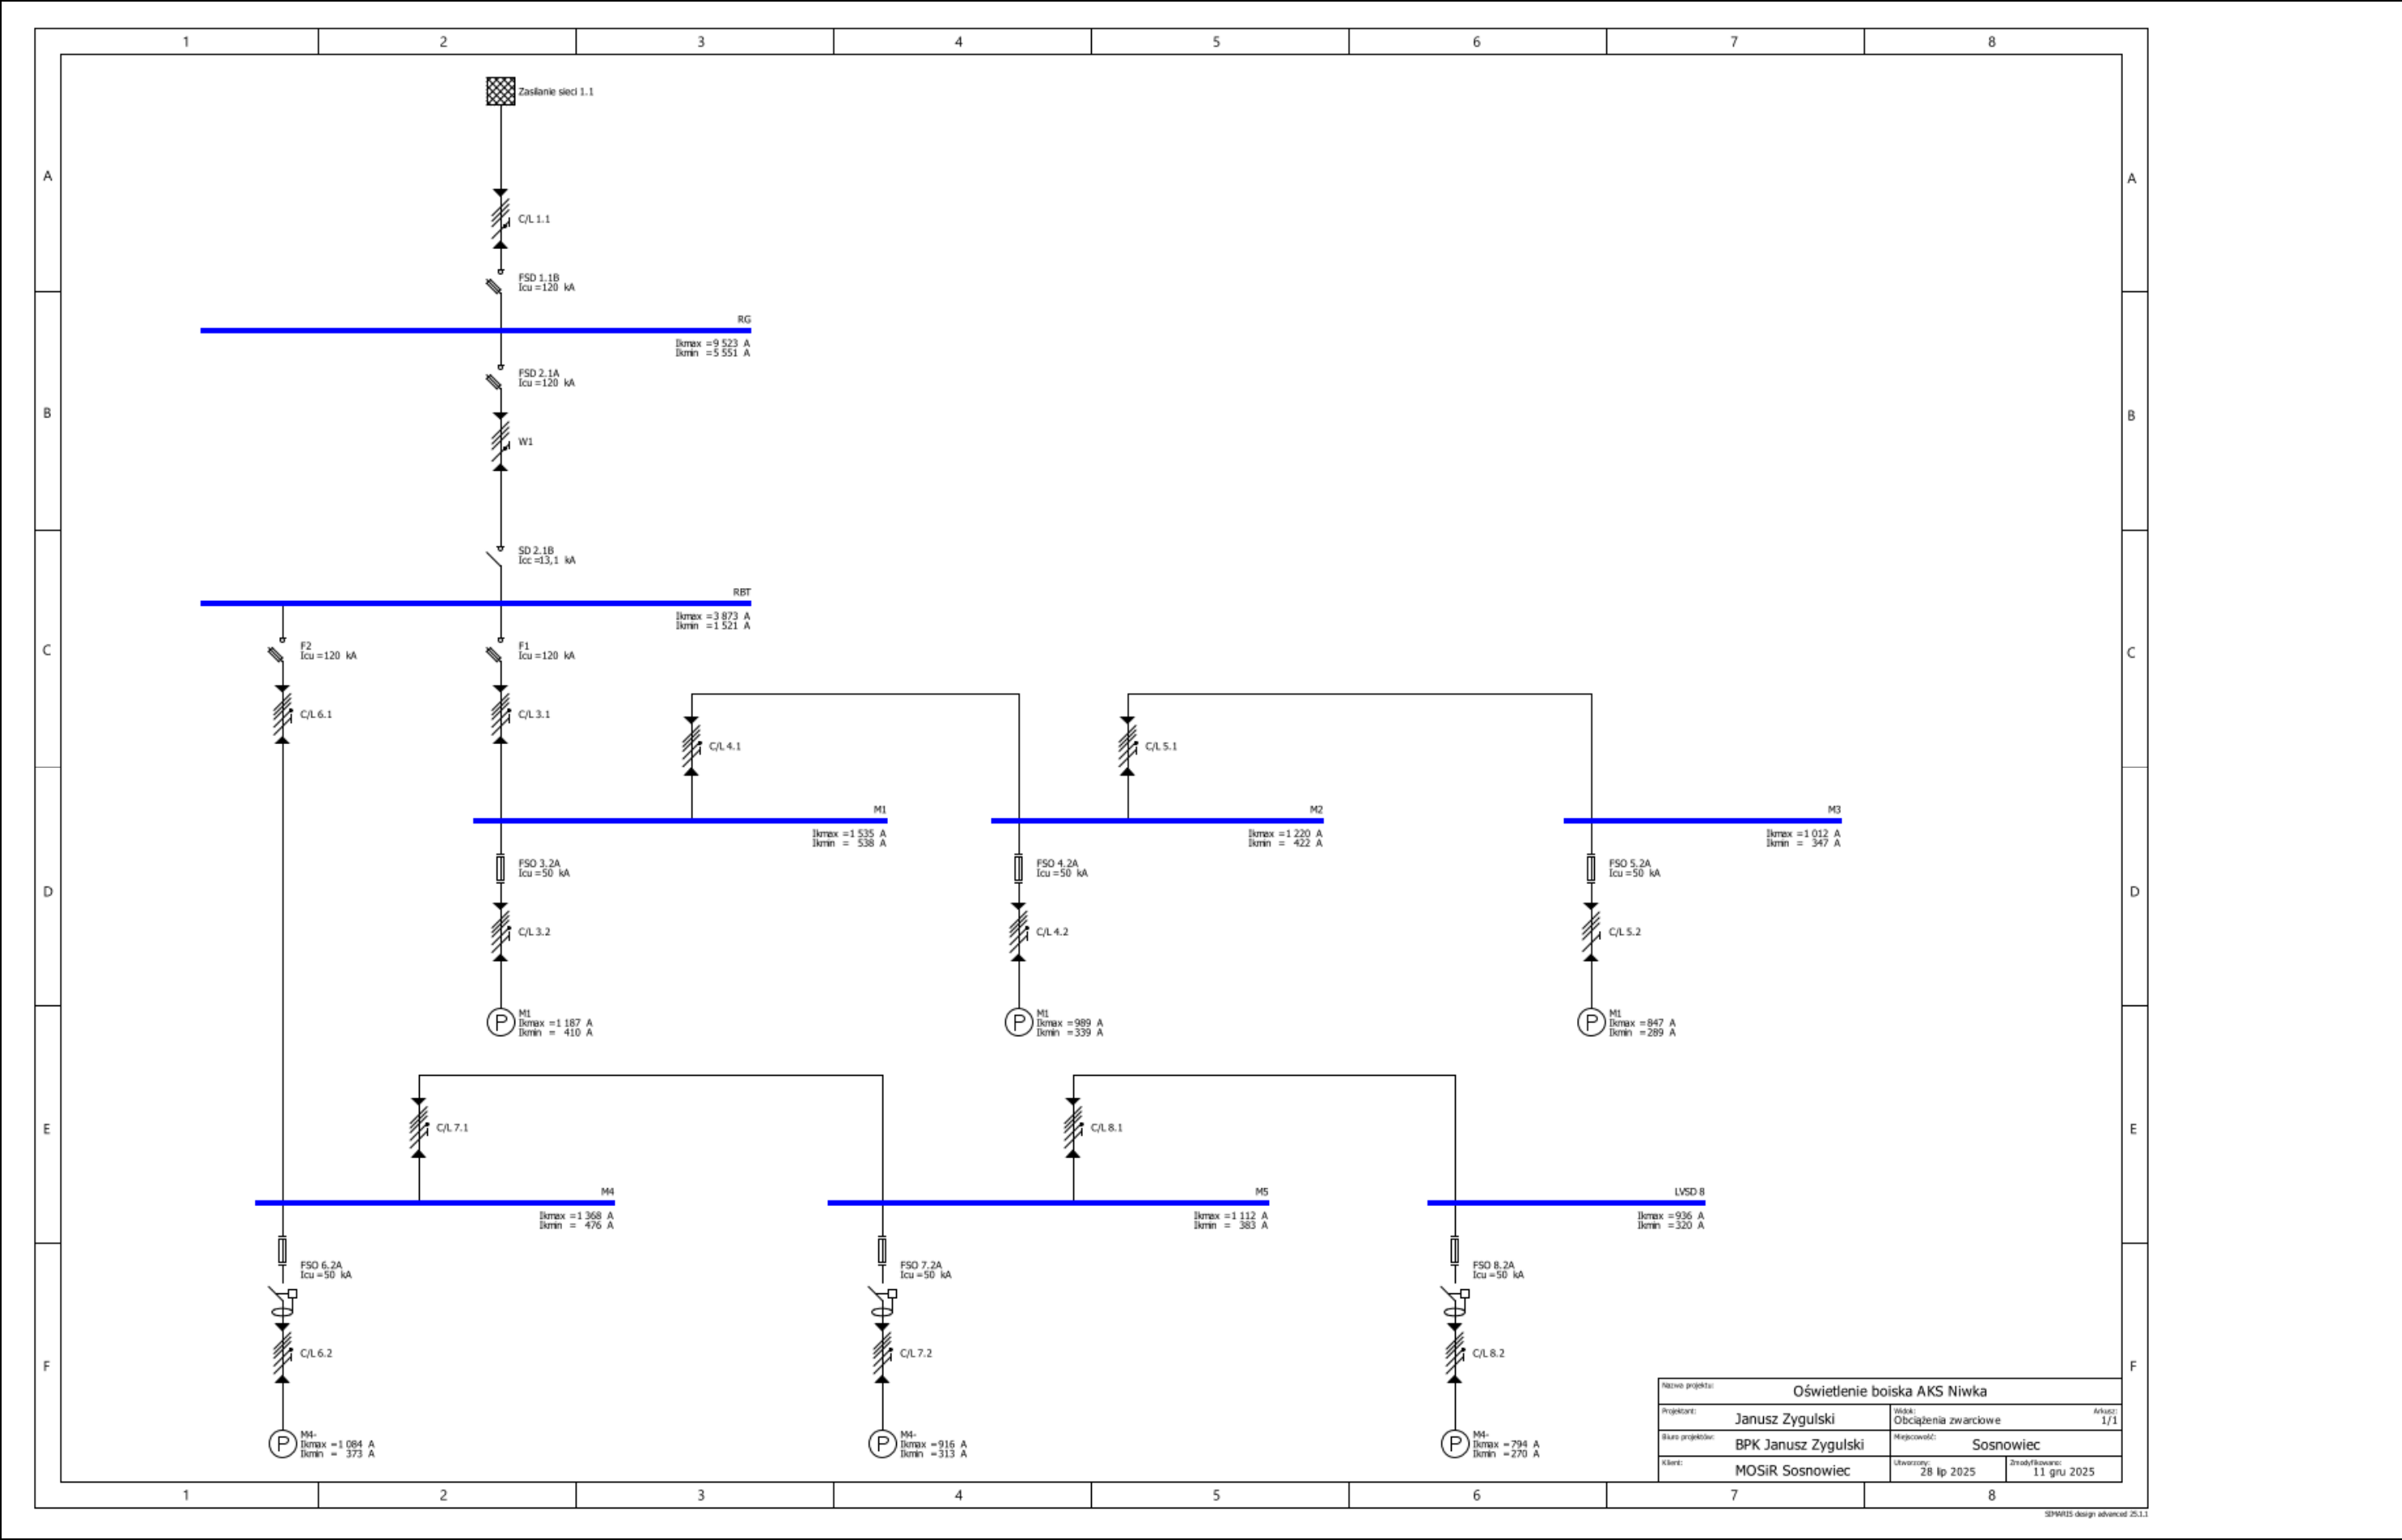 1 2 3 4 5 6 7 8
Zasilanie sieci 1.1
A A
C/L 1.1
FSD 1.1B
Icu =120 kA
RG
Ikmax =9 523 A
Ikmin =5 551 A
FSD 2.1A
Icu =120 kA
B B
W1
SD 2.1B
Icc =13,1 kA
RBT
Ikmax =3 873 A
Ikmin =1 521 A
C C
F2
Icu =120 kA
F1
Icu =120 kA
C/L 6.1
C/L 3.1
C/L 4.1
C/L 5.1
M1
Ikmax =1 535 A
Ikmin = 538 A
M2
Ikmax =1 220 A
Ikmin = 422 A
M3
Ikmax =1 012 A
Ikmin = 347 A
FSO 3.2A
Icu =50 kA
FSO 4.2A
Icu =50 kA
FSO 5.2A
Icu =50 kA
D D
C/L 3.2
C/L 4.2
C/L 5.2
P
M1
Ikmax =1 187 A
Ikmin = 410 A
P
M1
Ikmax =989 A
Ikmin =339 A
P
M1
Ikmax =847 A
Ikmin =289 A
E E
C/L 7.1
C/L 8.1
M4
Ikmax =1 368 A
Ikmin = 476 A
M5
Ikmax =1 112 A
Ikmin = 383 A
LVSD 8
Ikmax =936 A
Ikmin =320 A
FSO 6.2A
Icu =50 kA
FSO 7.2A
Icu =50 kA
FSO 8.2A
Icu =50 kA
C/L 6.2
C/L 7.2
C/L 8.2
F F
P
M4-
Ikmax =1 084 A
Ikmin = 373 A
P
M4-
Ikmax =916 A
Ikmin =313 A
P
M4-
Ikmax =794 A
Ikmin =270 A
Nazwa projektu:
Oświetlenie boiska AKS Niwka
Projektant:
Janusz Zygulski
Widok:
Obciążenia zwarciowe
Arkusz:
1/1
Biuro projektów:
BPK Janusz Zygulski
Miejscowość:
Sosnowiec
Klient:
MOSiR Sosnowiec
Utworzony:
28 lip 2025
Zmodyfikowano:
11 gru 2025
1 2 3 4 5 6 7 8
SIMARIS design advanced 25.1.1